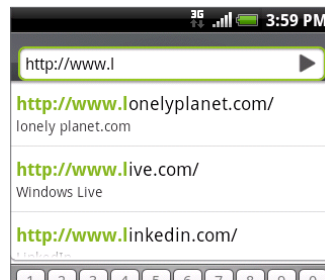 3G 3:59 PM
http://www.l
http://www.lonelyplanet.com/
lonely planet.com
http://www.live.com/
Windows Live
http://www.linkedin.com/
LinkedIn
1 2 3 4 5 6 7 8 9 0